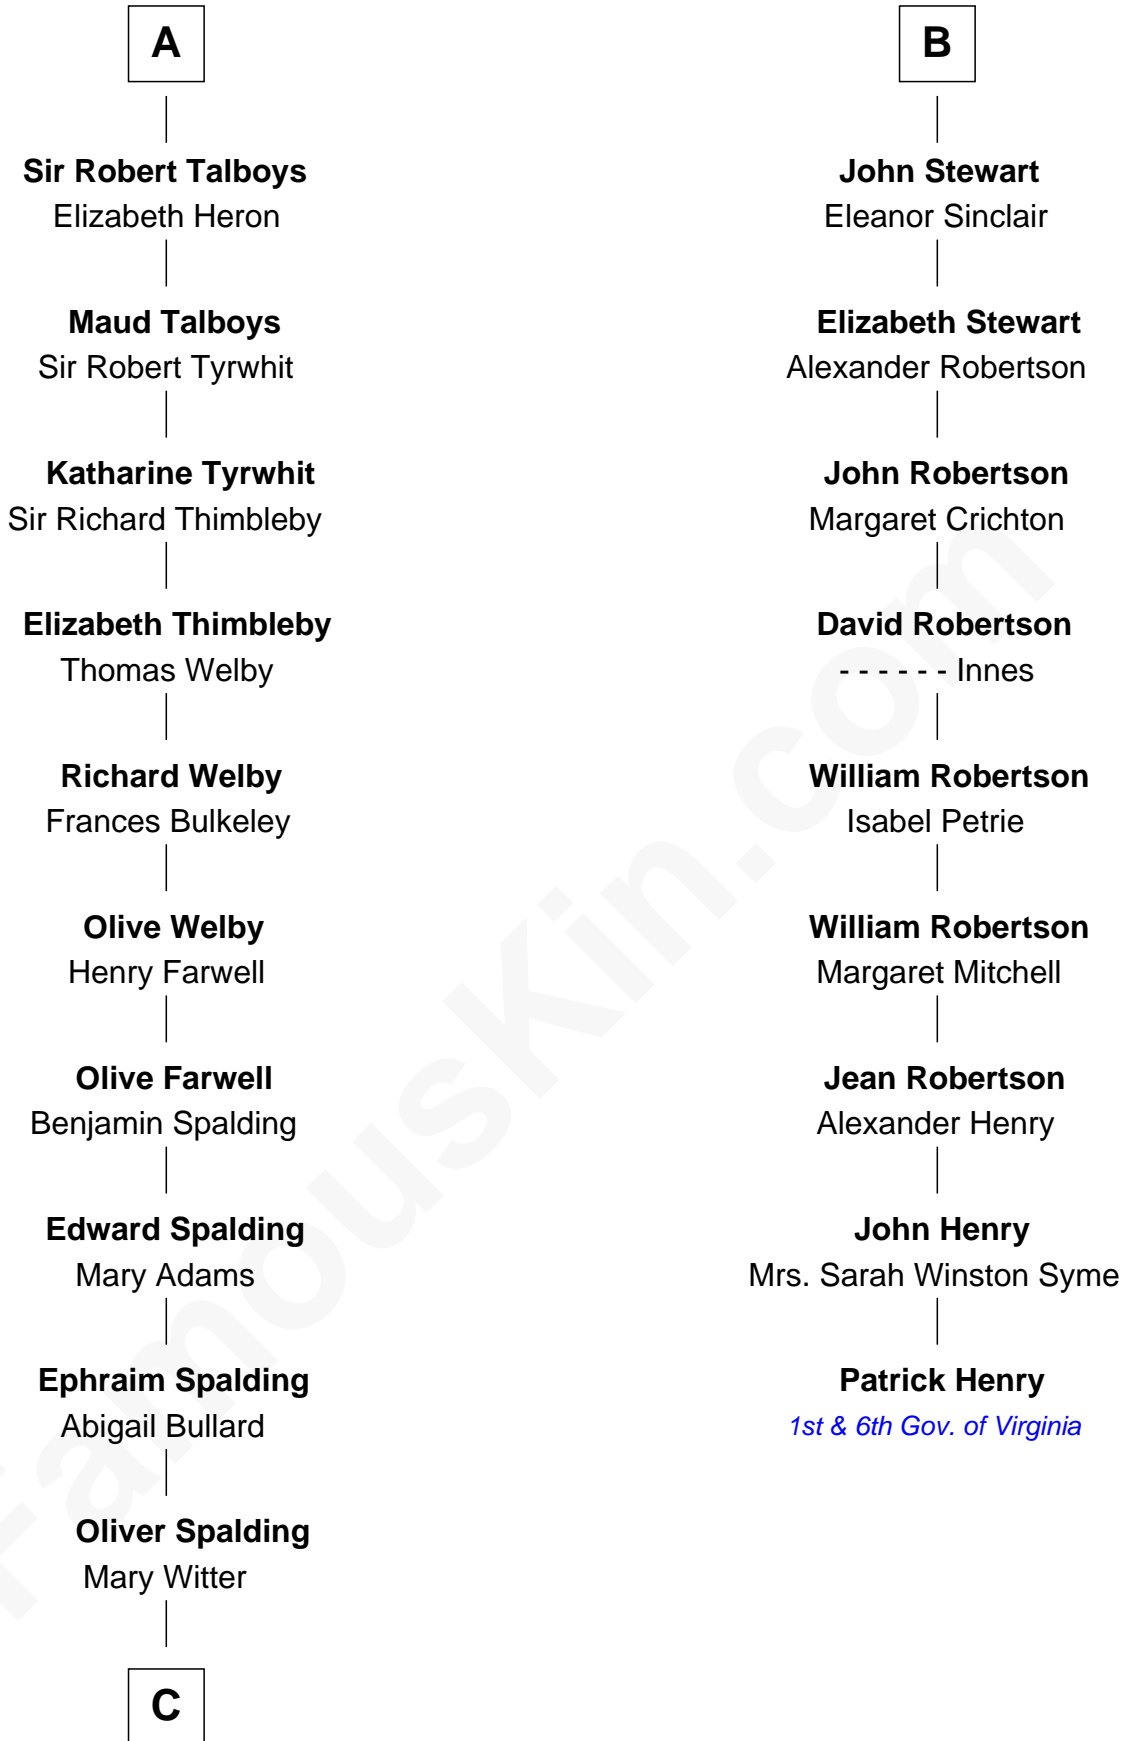 A
Sir Robert Talboys
Elizabeth Heron
Maud Talboys
Sir Robert Tyrwhit
Katharine Tyrwhit
Sir Richard Thimbleby
Elizabeth Thimbleby
Thomas Welby
Richard Welby
Frances Bulkeley
Olive Welby
Henry Farwell
Olive Farwell
Benjamin Spalding
Edward Spalding
Mary Adams
Ephraim Spalding
Abigail Bullard
Oliver Spalding
Mary Witter
C
B
John Stewart
Eleanor Sinclair
Elizabeth Stewart
Alexander Robertson
John Robertson
Margaret Crichton
David Robertson
- - - - - - Innes
William Robertson
Isabel Petrie
William Robertson
Margaret Mitchell
Jean Robertson
Alexander Henry
John Henry
Mrs. Sarah Winston Syme
Patrick Henry
1st & 6th Gov. of Virginia
FamousKin.com